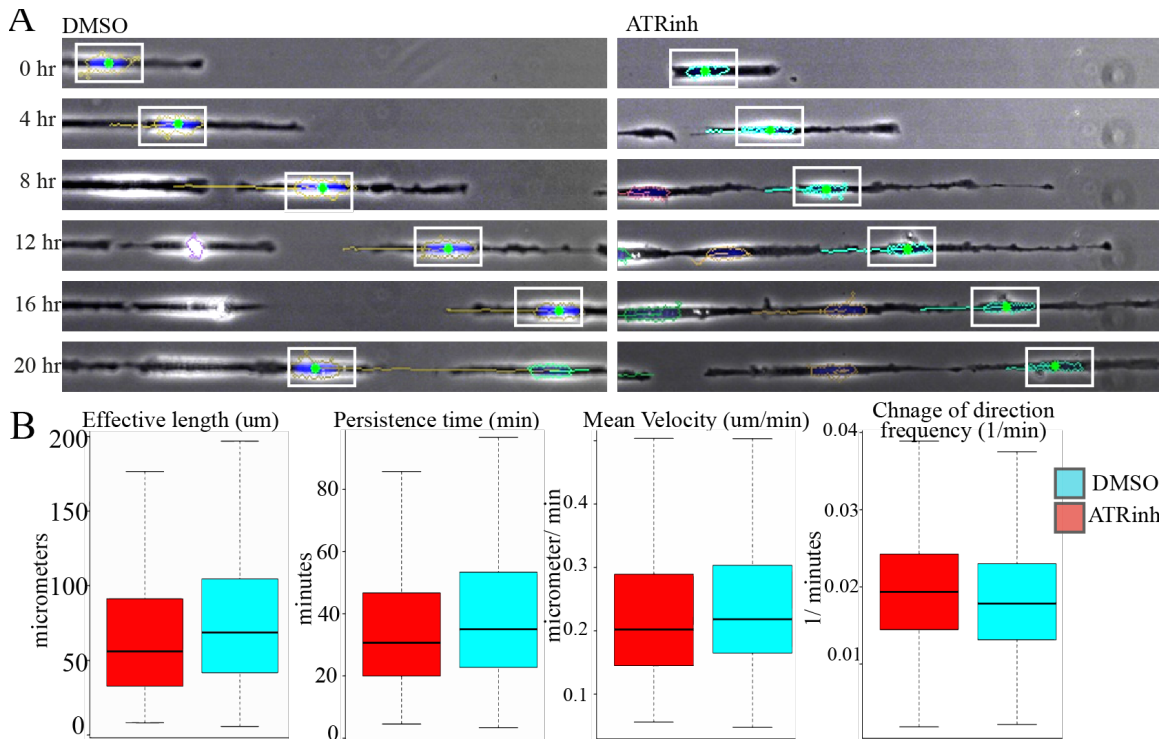 A
DMSO
ATRinh
0 hr
4 hr
8 hr
12 hr
16 hr
20 hr
B
Effective length (um)
Persistence time (min)
Mean Velocity (um/min)
Chnage of direction
frequency (1/min)
200
150
100
50
0
micrometers
80
60
40
20
0
minutes
0.4
0.3
0.2
0.1
micrometer/ min
0.04
0.03
0.02
0.01
1/ minutes
DMSO
ATRinh